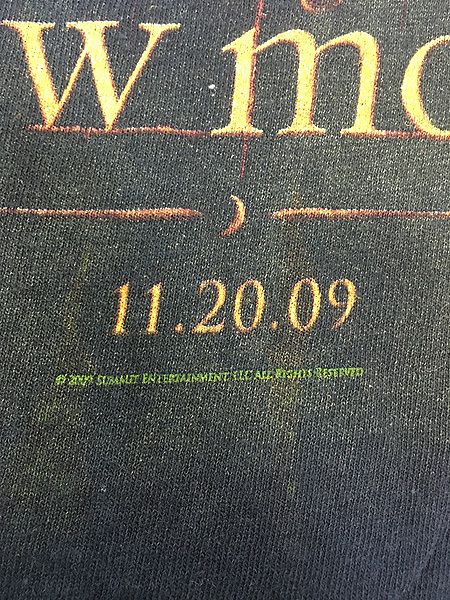 w mo
11.20.09
© 2009 Summit Entertainment, LLC All Rights Reserved